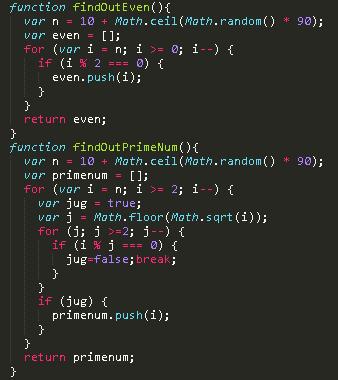 function findOutEven(){
  var n = 10 + Math.ceil(Math.random() * 90);
  var even = [];
  for (var i = n; i >= 0; i--) {
    if (i % 2 === 0) {
      even.push(i);
    }
  }
  return even;
}
function findOutPrimeNum(){
  var n = 10 + Math.ceil(Math.random() * 90);
  var primenum = [];
  for (var i = n; i >= 2; i--) {
    var jug = true;
    var j = Math.floor(Math.sqrt(i));
    for (j; j >=2; j--) {
      if (i % j === 0) {
        jug=false;break;
      }
    }
    if (jug) {
      primenum.push(i);
    }
  }
  return primenum;
}